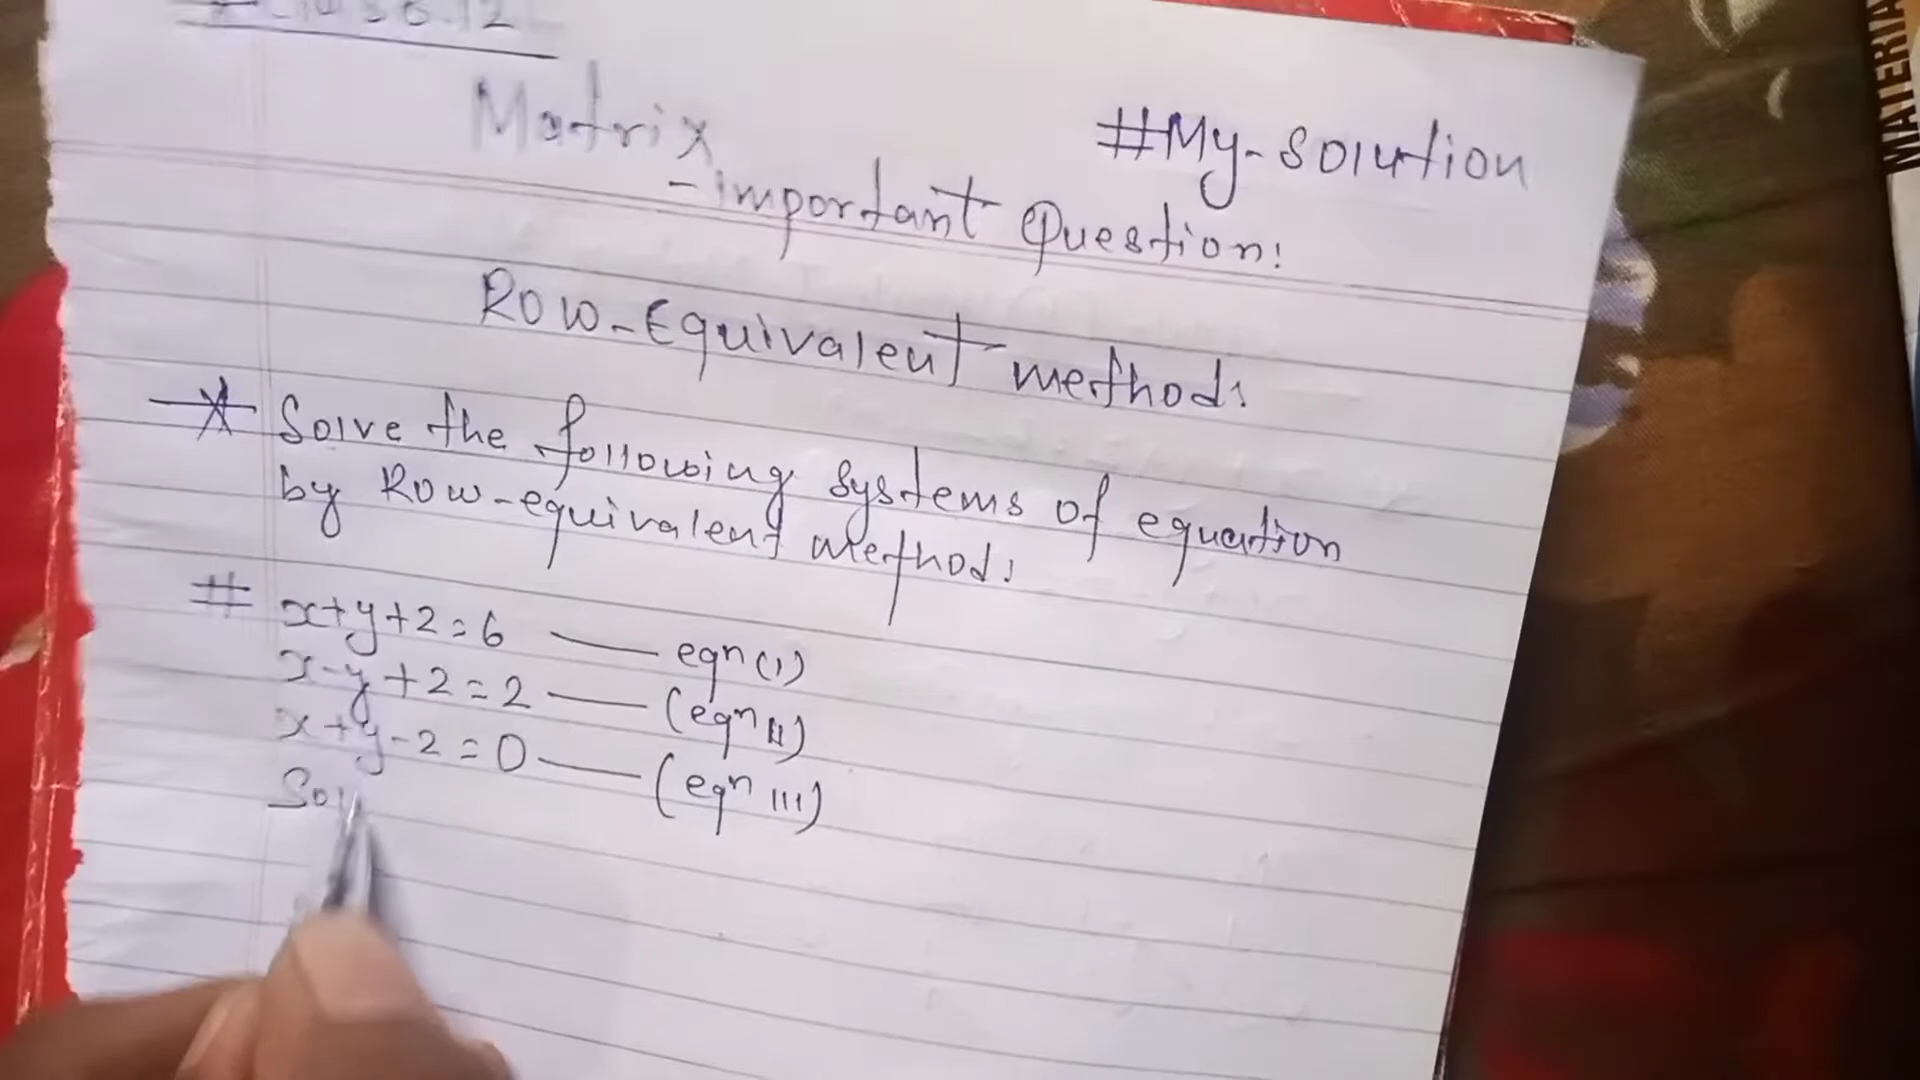 Matrix
#My-solution
-important Question:
Row-Equivalent method:
* Solve the following systems of equation
by Row-equivalent method:
# x+y+z=6 — eqn (i)
x-y+z=2 — (eqn ii)
x+y-z=0 — (eqn iii)
Sol
MATERIA